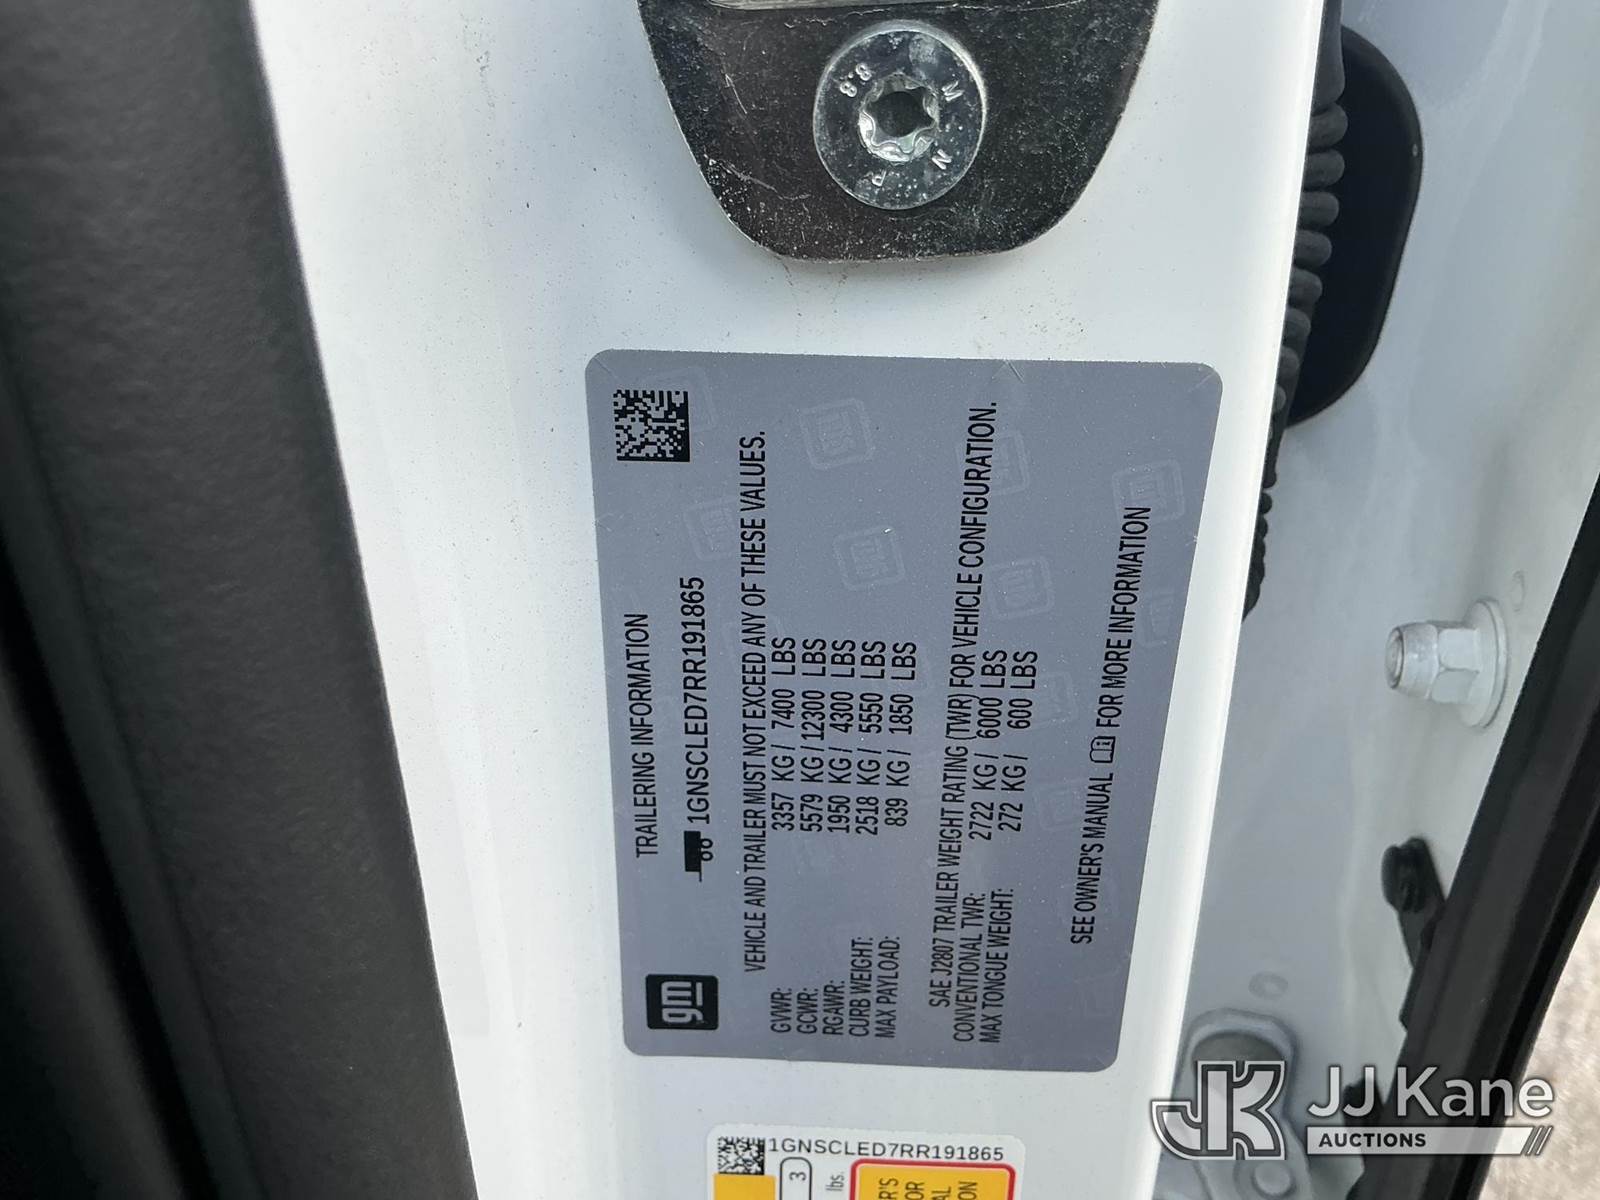 TRAILERING INFORMATION
1GNSCLED7RR191865
gm
VEHICLE AND TRAILER MUST NOT EXCEED ANY OF THESE VALUES.
GVWR: 3357 KG / 7400 LBS
GCWR: 5579 KG / 12300 LBS
RGAWR: 1950 KG / 4300 LBS
CURB WEIGHT: 2518 KG / 5550 LBS
MAX PAYLOAD: 839 KG / 1850 LBS
SAE J2807 TRAILER WEIGHT RATING (TWR) FOR VEHICLE CONFIGURATION.
CONVENTIONAL TWR: 2722 KG / 6000 LBS
MAX TONGUE WEIGHT: 272 KG / 600 LBS
SEE OWNER'S MANUAL FOR MORE INFORMATION
8.8
M
N
P
1GNSCLED7RR191865
3
lbs.
JJ Kane
AUCTIONS